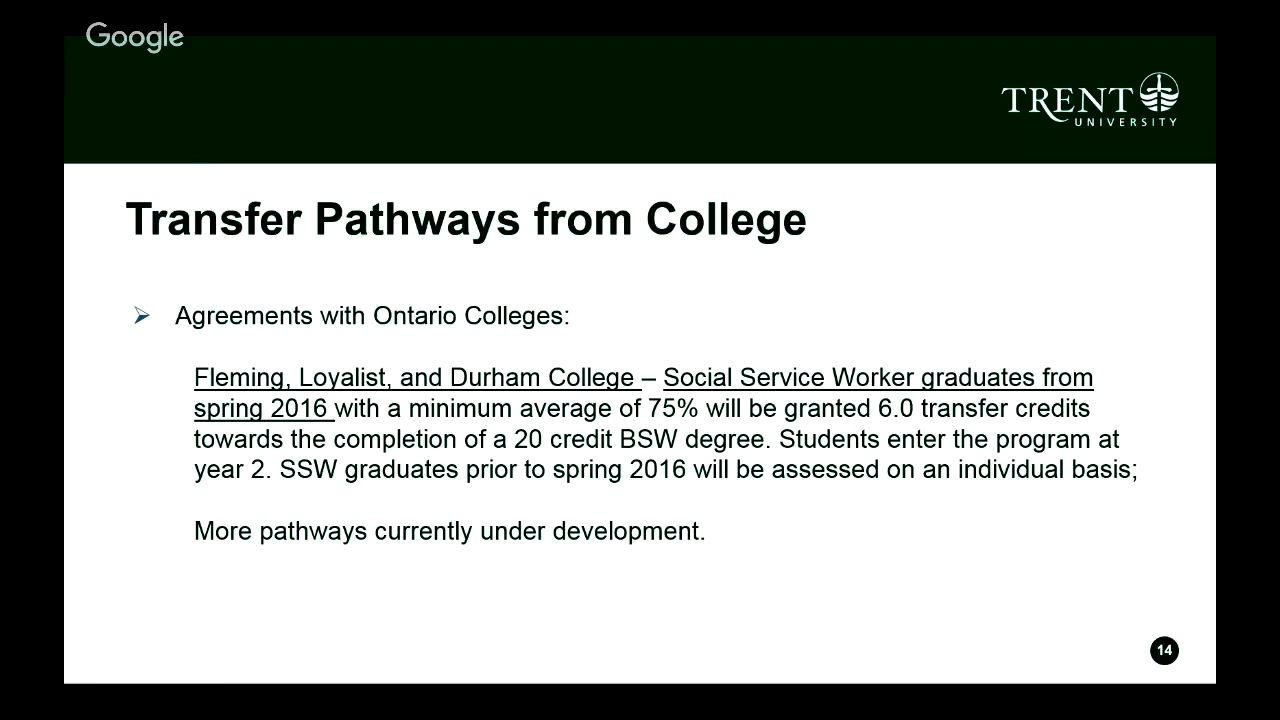 Google
TRENT
UNIVERSITY
Transfer Pathways from College
Agreements with Ontario Colleges:
Fleming, Loyalist, and Durham College – Social Service Worker graduates from
spring 2016 with a minimum average of 75% will be granted 6.0 transfer credits
towards the completion of a 20 credit BSW degree. Students enter the program at
year 2. SSW graduates prior to spring 2016 will be assessed on an individual basis;
More pathways currently under development.
14